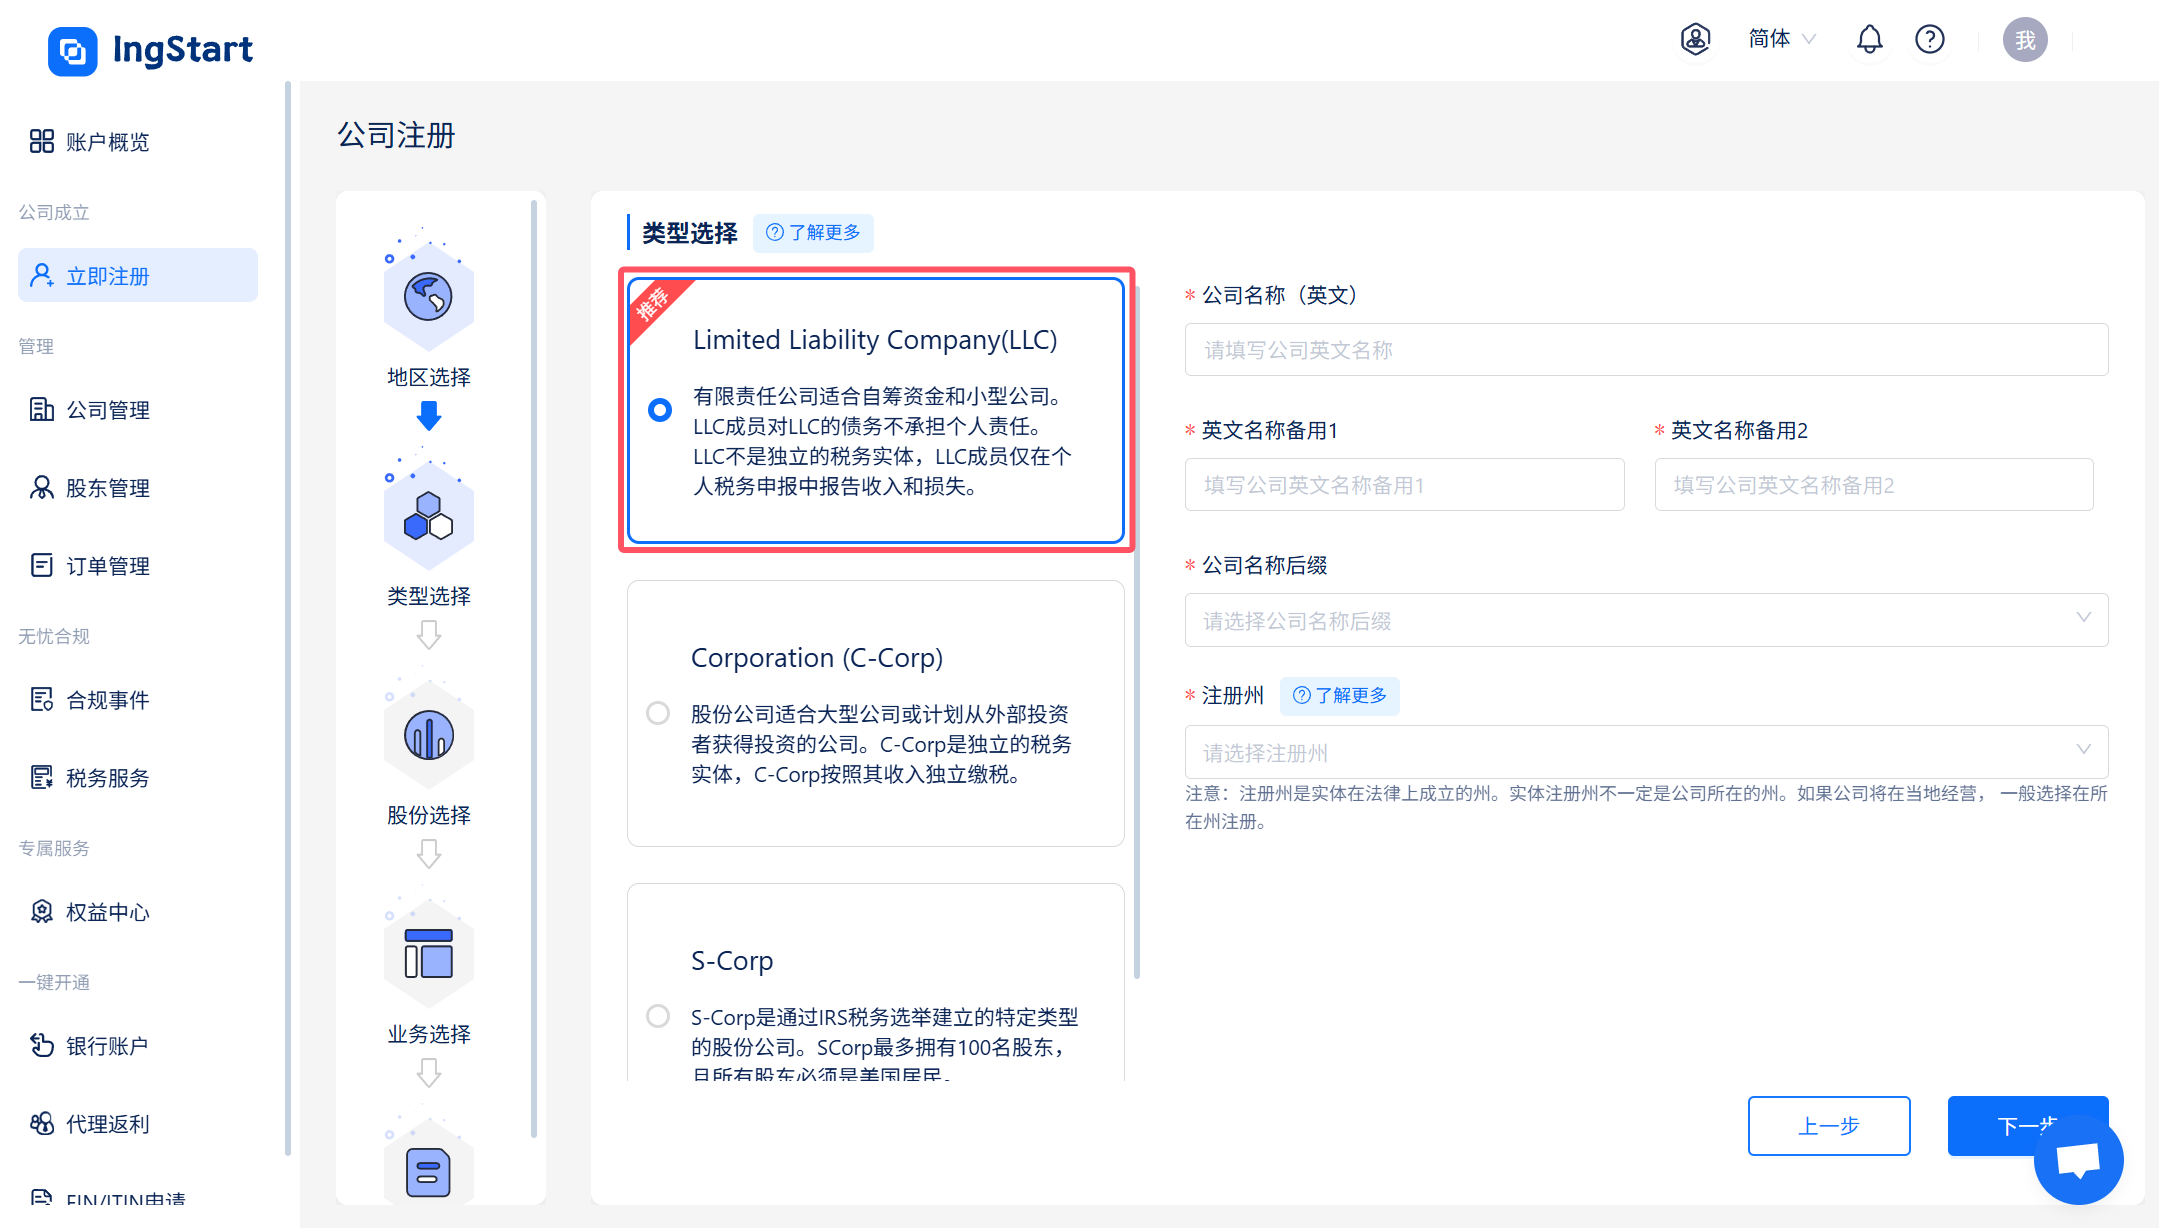 IngStart
简体
我
账户概览
公司成立
立即注册
管理
公司管理
股东管理
订单管理
无忧合规
合规事件
税务服务
专属服务
权益中心
一键开通
银行账户
代理返利
EIN/ITIN申请
公司注册
地区选择
类型选择
股份选择
业务选择
类型选择
了解更多
推荐
Limited Liability Company(LLC)
有限责任公司适合自筹资金和小型公司。
LLC成员对LLC的债务不承担个人责任。
LLC不是独立的税务实体，LLC成员仅在个
人税务申报中报告收入和损失。
Corporation (C-Corp)
股份公司适合大型公司或计划从外部投资
者获得投资的公司。C-Corp是独立的税务
实体，C-Corp按照其收入独立缴税。
S-Corp
S-Corp是通过IRS税务选举建立的特定类型
的股份公司。SCorp最多拥有100名股东，
且所有股东必须是美国居民。
* 公司名称（英文）
请填写公司英文名称
* 英文名称备用1
填写公司英文名称备用1
* 英文名称备用2
填写公司英文名称备用2
* 公司名称后缀
请选择公司名称后缀
* 注册州
了解更多
请选择注册州
注意：注册州是实体在法律上成立的州。实体注册州不一定是公司所在的州。如果公司将在当地经营， 一般选择在所
在州注册。
上一步
下一步